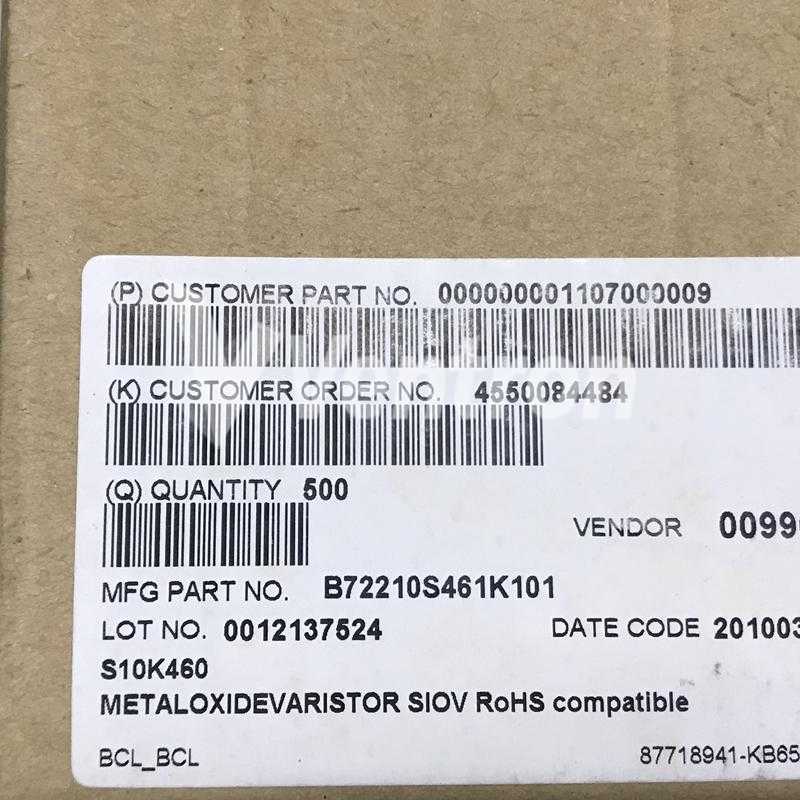 (P) CUSTOMER PART NO. 000000001107000009
(K) CUSTOMER ORDER NO. 4550084484
Ventron
(Q) QUANTITY 500
VENDOR 0099
MFG PART NO. B72210S461K101
LOT NO. 0012137524 DATE CODE 201003
S10K460
METALOXIDEVARISTOR SIOV RoHS compatible
BCL_BCL 87718941-KB65